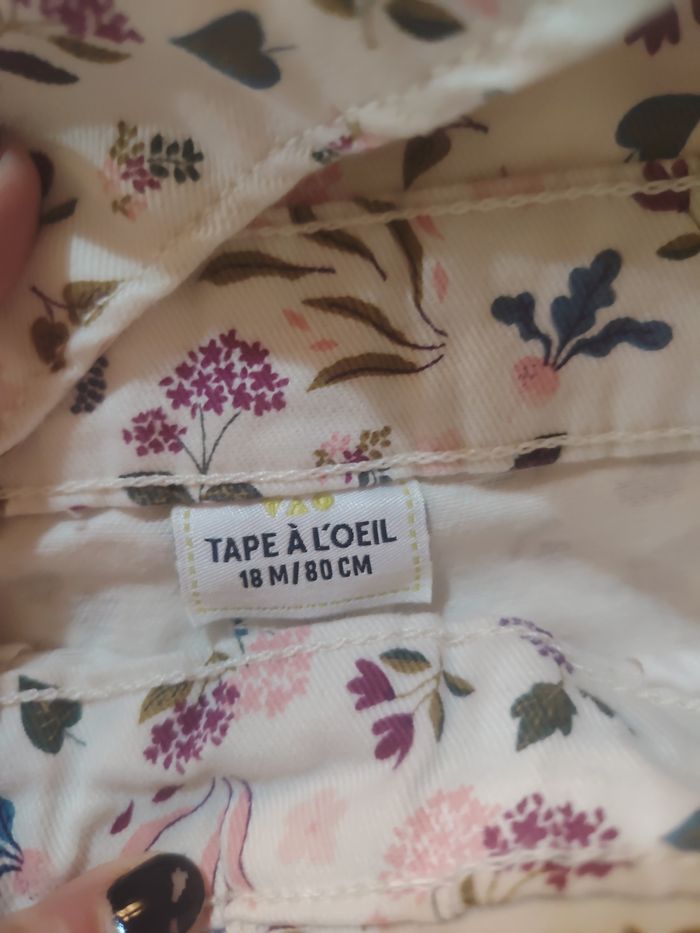 TAPE À L'OEIL
18 M/80 CM